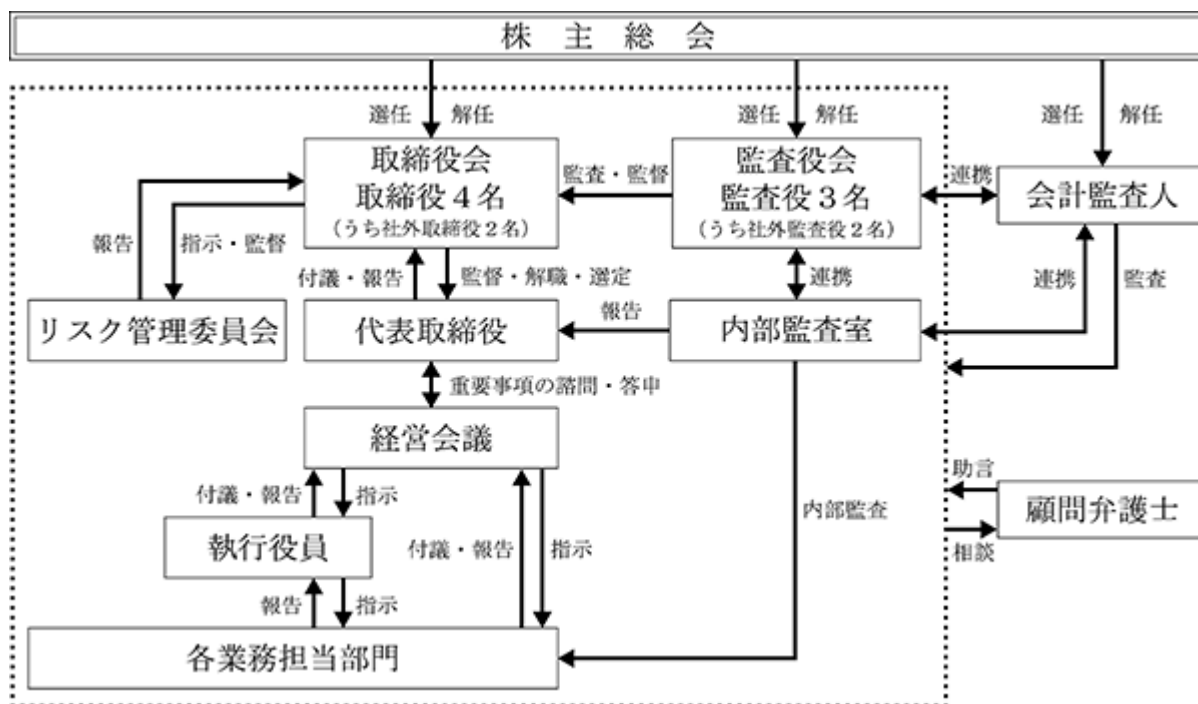 株主総会
選任 解任
選任 解任
選任 解任
取締役会
取締役4名
(うち社外取締役2名)
監査・監督
監査役会
監査役3名
(うち社外監査役2名)
連携
会計監査人
報告
指示・監督
付議・報告
監督・解職・選定
連携
連携
監査
リスク管理委員会
代表取締役
報告
内部監査室
重要事項の諮問・答申
経営会議
付議・報告
指示
助言
顧問弁護士
相談
執行役員
付議・報告
指示
内部監査
報告
指示
各業務担当部門